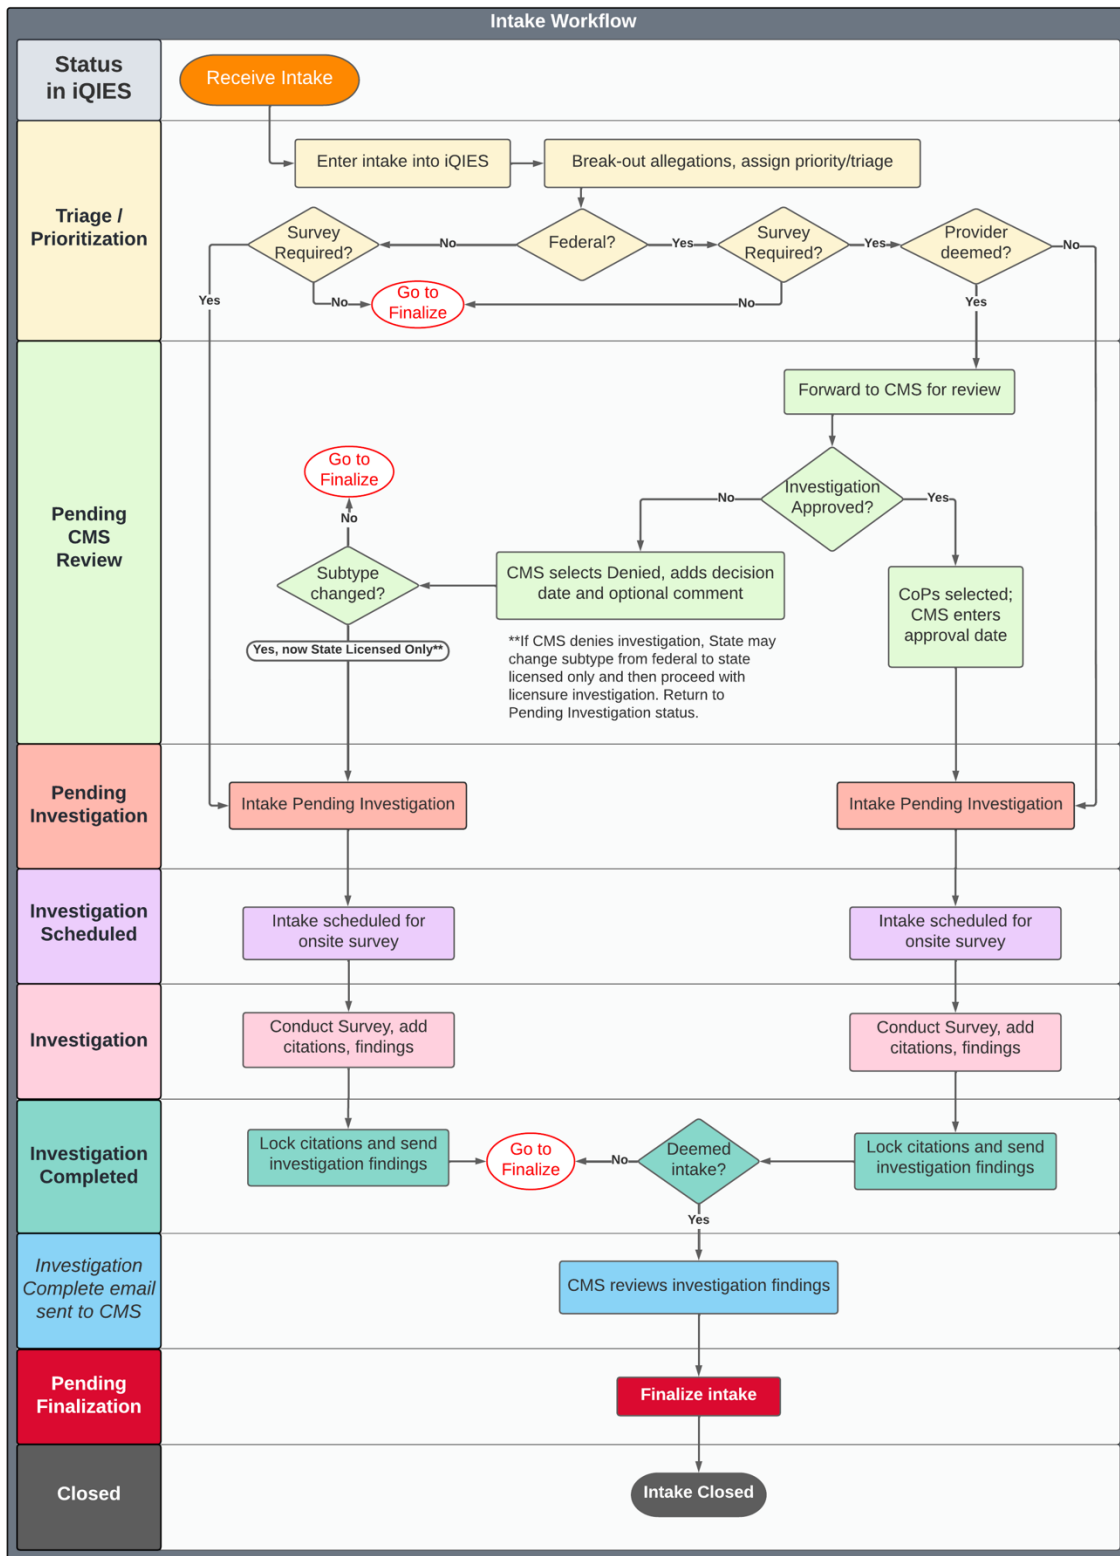 Intake Workflow
Status
in iQIES
Receive Intake
Triage /
Prioritization
Enter intake into iQIES
Break-out allegations, assign priority/triage
Survey
Required?
No
Federal?
Yes
Survey
Required?
Yes
Provider
deemed?
No
Yes
No
Go to
Finalize
No
Yes
Pending
CMS
Review
Forward to CMS for review
Go to
Finalize
No
Investigation
Approved?
No
Yes
Subtype
changed?
CMS selects Denied, adds decision
date and optional comment
CoPs selected;
CMS enters
approval date
Yes, now State Licensed Only**
**If CMS denies investigation, State may
change subtype from federal to state
licensed only and then proceed with
licensure investigation. Return to
Pending Investigation status.
Pending
Investigation
Intake Pending Investigation
Intake Pending Investigation
Investigation
Scheduled
Intake scheduled for
onsite survey
Intake scheduled for
onsite survey
Investigation
Conduct Survey, add
citations, findings
Conduct Survey, add
citations, findings
Investigation
Completed
Lock citations and send
investigation findings
Go to
Finalize
No
Deemed
intake?
Lock citations and send
investigation findings
Yes
Investigation
Complete email
sent to CMS
CMS reviews investigation findings
Pending
Finalization
Finalize intake
Closed
Intake Closed